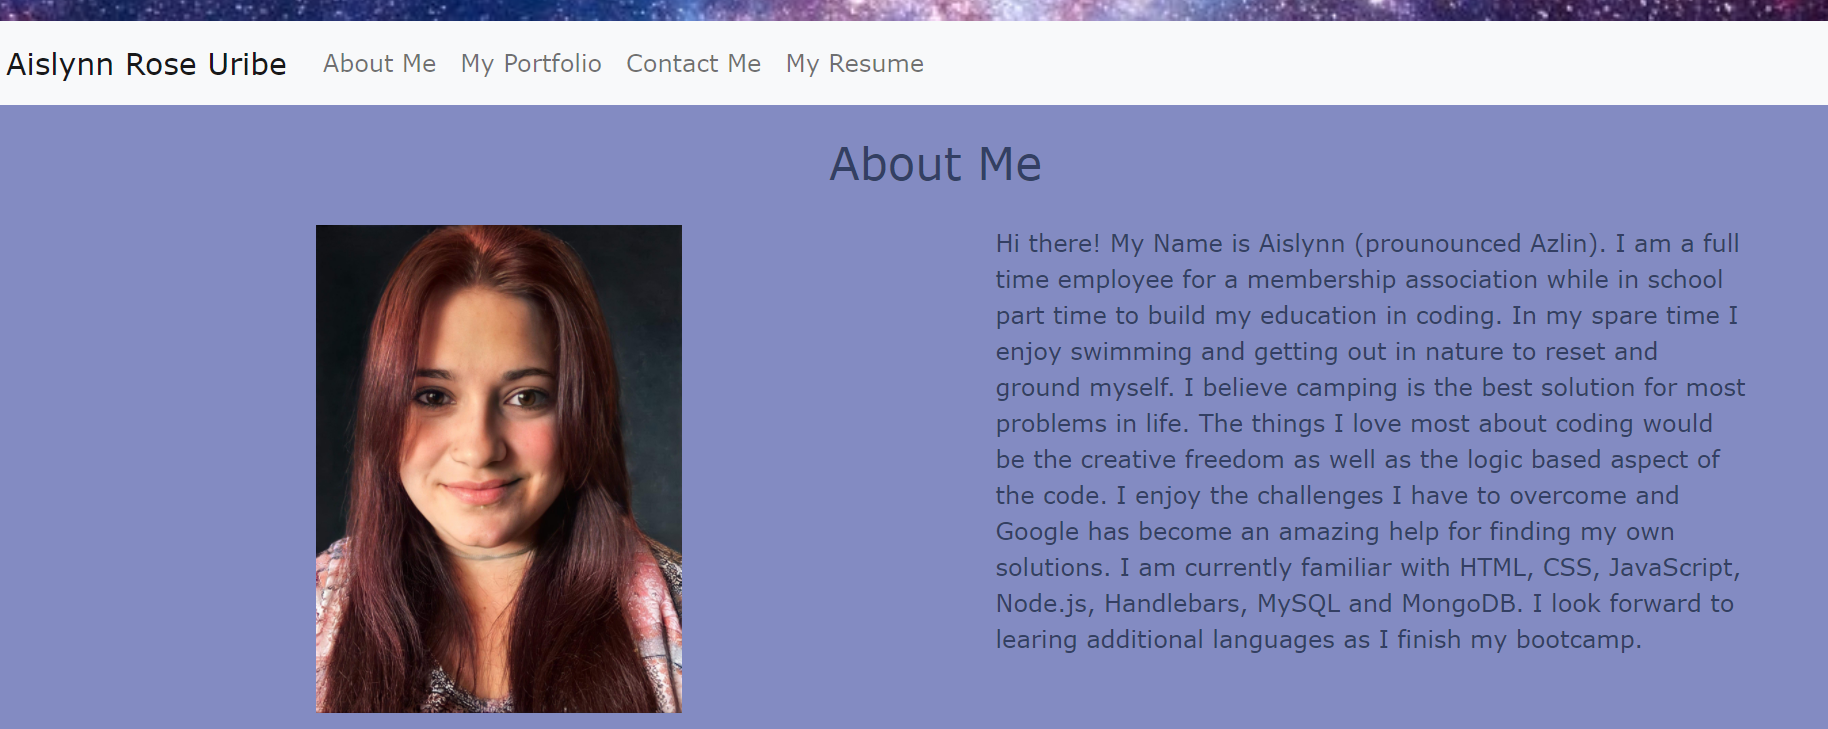 Aislynn Rose Uribe About Me My Portfolio Contact Me My Resume
About Me
Hi there! My Name is Aislynn (prounounced Azlin). I am a full
time employee for a membership association while in school
part time to build my education in coding. In my spare time I
enjoy swimming and getting out in nature to reset and
ground myself. I believe camping is the best solution for most
problems in life. The things I love most about coding would
be the creative freedom as well as the logic based aspect of
the code. I enjoy the challenges I have to overcome and
Google has become an amazing help for finding my own
solutions. I am currently familiar with HTML, CSS, JavaScript,
Node.js, Handlebars, MySQL and MongoDB. I look forward to
learing additional languages as I finish my bootcamp.